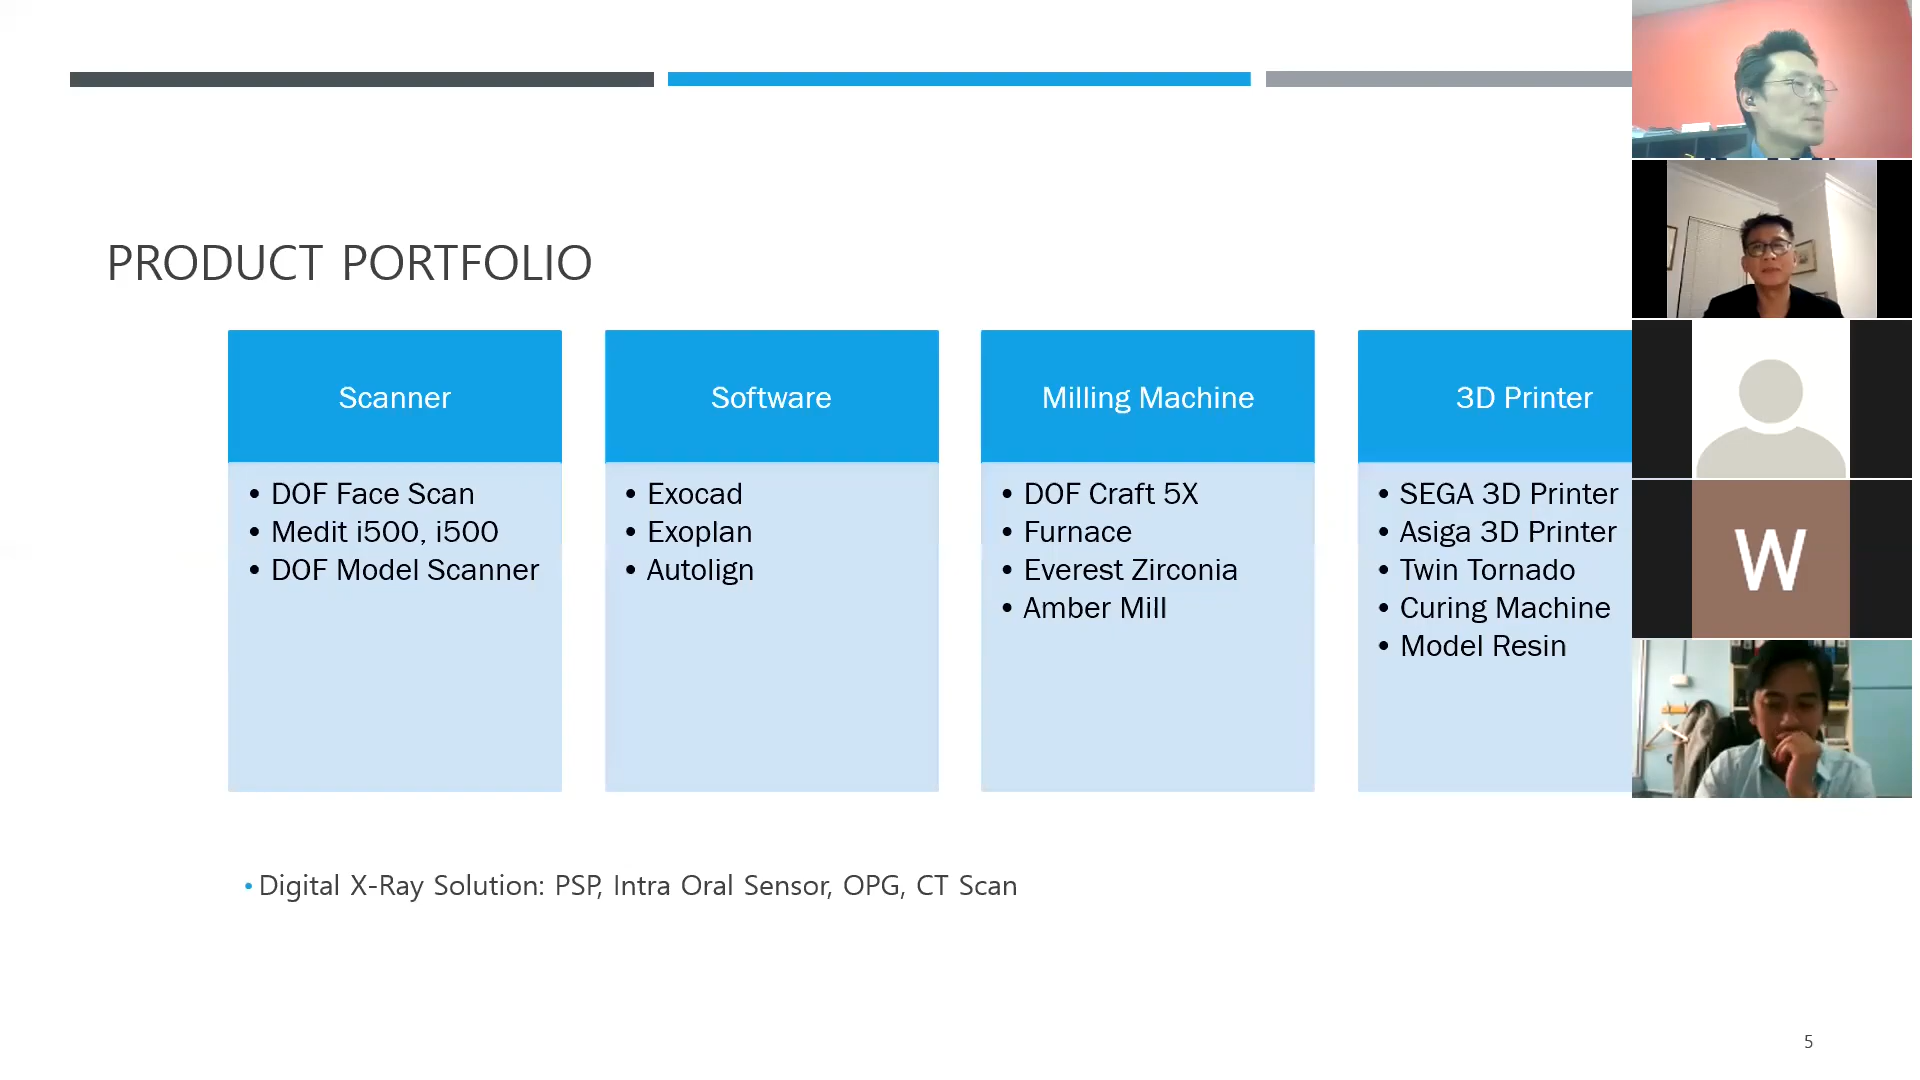 PRODUCT PORTFOLIO
Scanner
• DOF Face Scan
• Medit i500, i500
• DOF Model Scanner
Software
• Exocad
• Exoplan
• Autolign
Milling Machine
• DOF Craft 5X
• Furnace
• Everest Zirconia
• Amber Mill
3D Printer
• SEGA 3D Printer
• Asiga 3D Printer
• Twin Tornado
• Curing Machine
• Model Resin
• Digital X-Ray Solution: PSP, Intra Oral Sensor, OPG, CT Scan
W
5